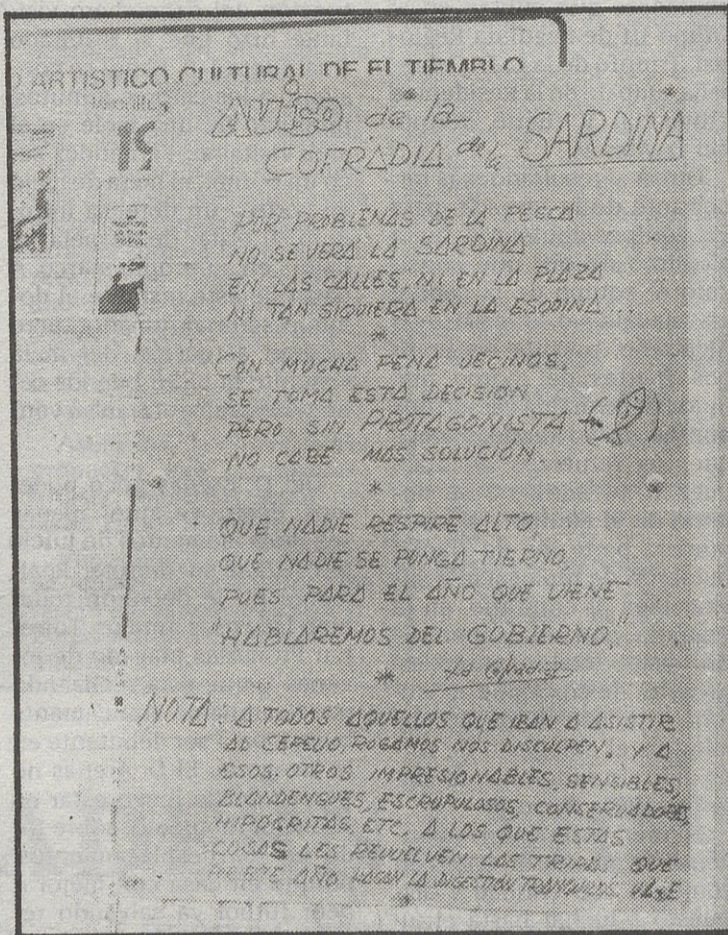 O ARTISTICO CULTURAL DE EL TIEMBLO
AVISO de la
COFRADIA de la SARDINA
POR PROBLEMAS DE LA PESCA
NO SE VERA LA SARDINA
EN LAS CALLES, NI EN LA PLAZA
NI TAN SIQUIERA EN LA ESQUINA...
*
CON MUCHA PENA VECINOS,
SE TOMA ESTA DECISION
PERO SIN PROTAGONISTA
NO CABE MAS SOLUCIÓN.
*
QUE NADIE RESPIRE ALTO,
QUE NADIE SE PONGA TIERNO,
PUES PARA EL AÑO QUE VIENE
"HABLAREMOS DEL GOBIERNO."
* La Cofradía
NOTA: A TODOS AQUELLOS QUE IBAN A ASISTIR
AL CEPELIO, ROGAMOS NOS DISCULPEN. Y A
ESOS OTROS IMPRESIONABLES, SENSIBLES,
BLANDENGUES, ESCRUPULOSOS, CONSERVADORES,
HIPOCRITAS, ETC. A LOS QUE ESTAS
COSAS LES REVUELVEN LAS TRIPAS QUE
ESTE AÑO HAGAN LA DIGESTIÓN TRANQUILOS. VALE